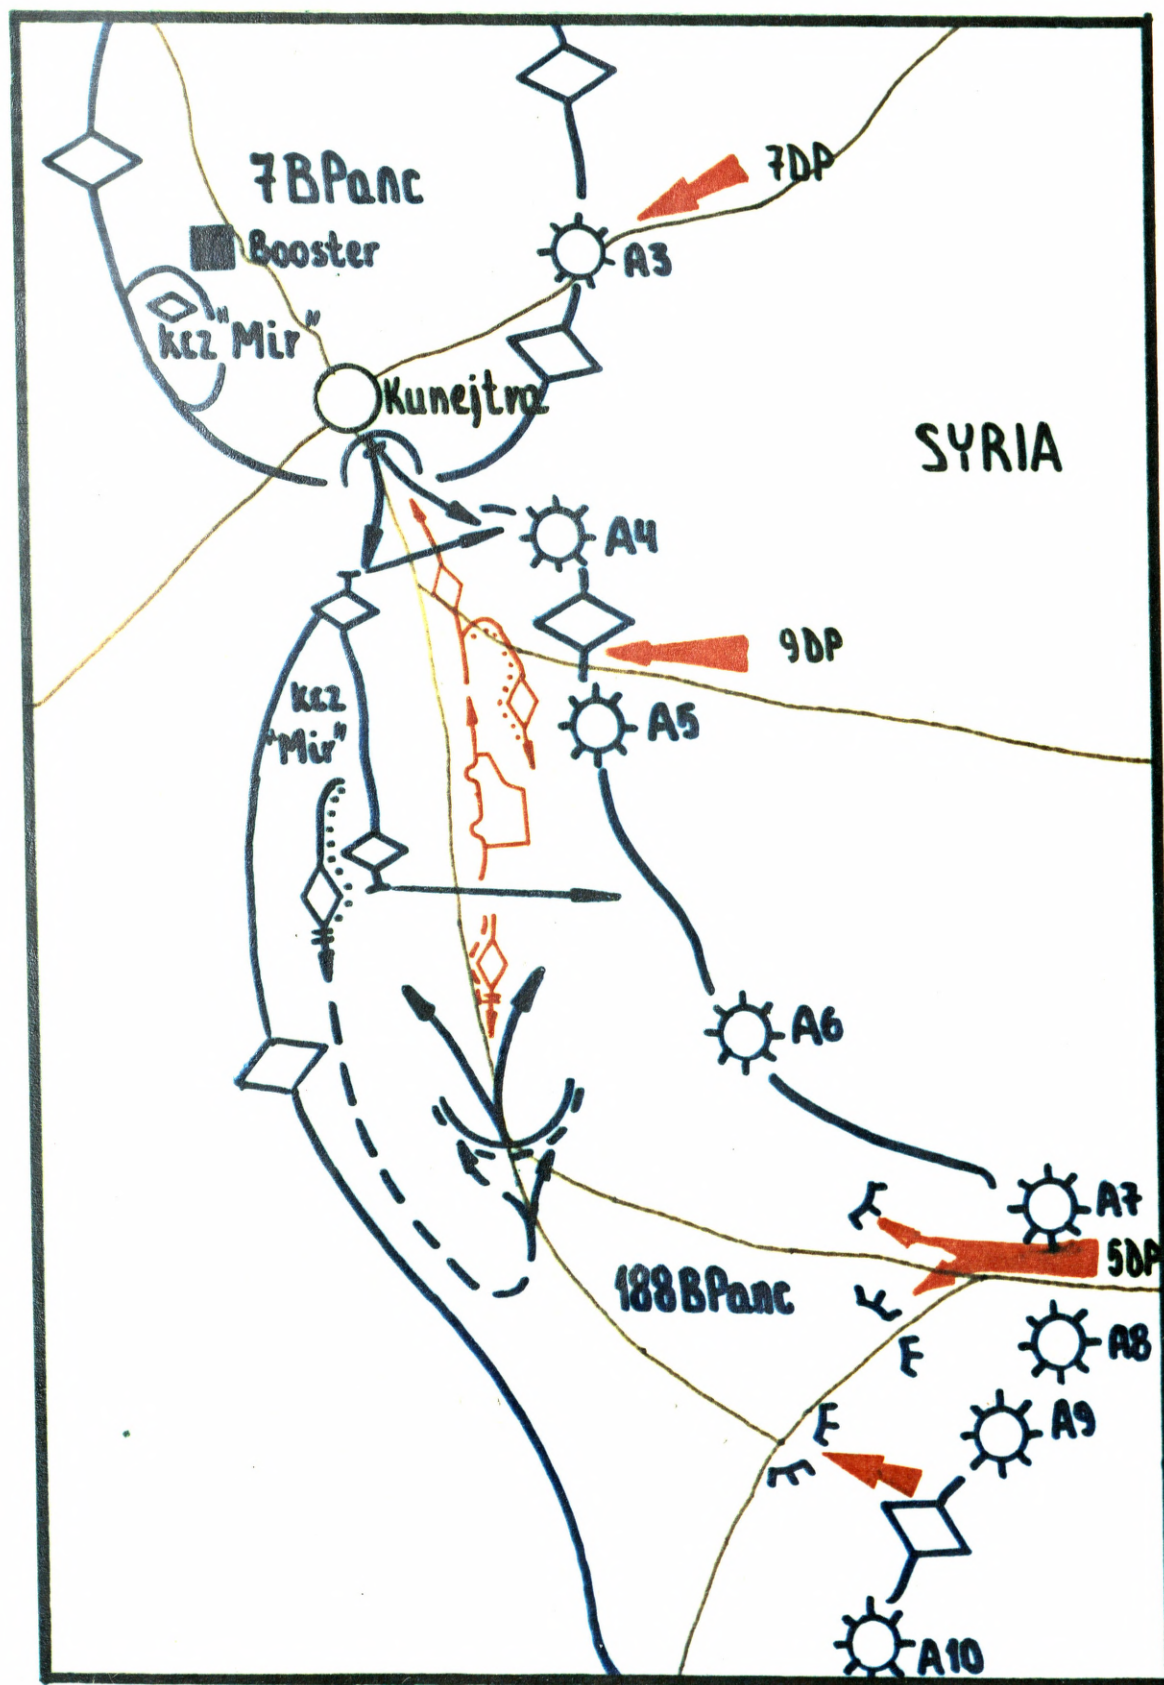 7DP
7BPanc
Booster
A3
kcz "Mir"
Kunejtra
SYRIA
A4
9DP
kcz
"Mir"
A5
A6
A7
5DP
188BPanc
A8
A9
A10